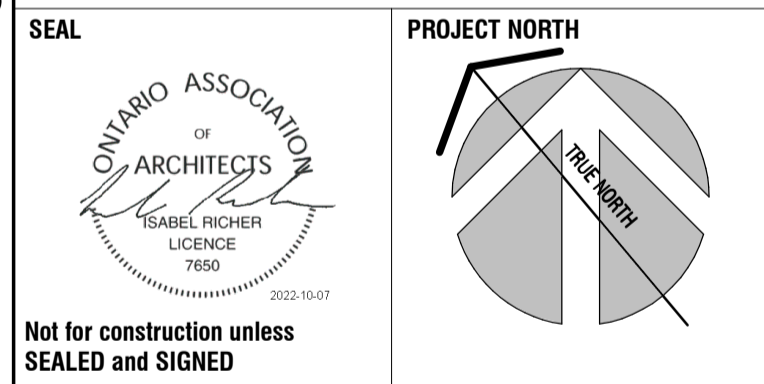 SEAL
ONTARIO ASSOCIATION
OF
ARCHITECTS
ISABEL RICHER
LICENCE
7650
2022-10-07
Not for construction unless
SEALED and SIGNED
PROJECT NORTH
TRUE NORTH